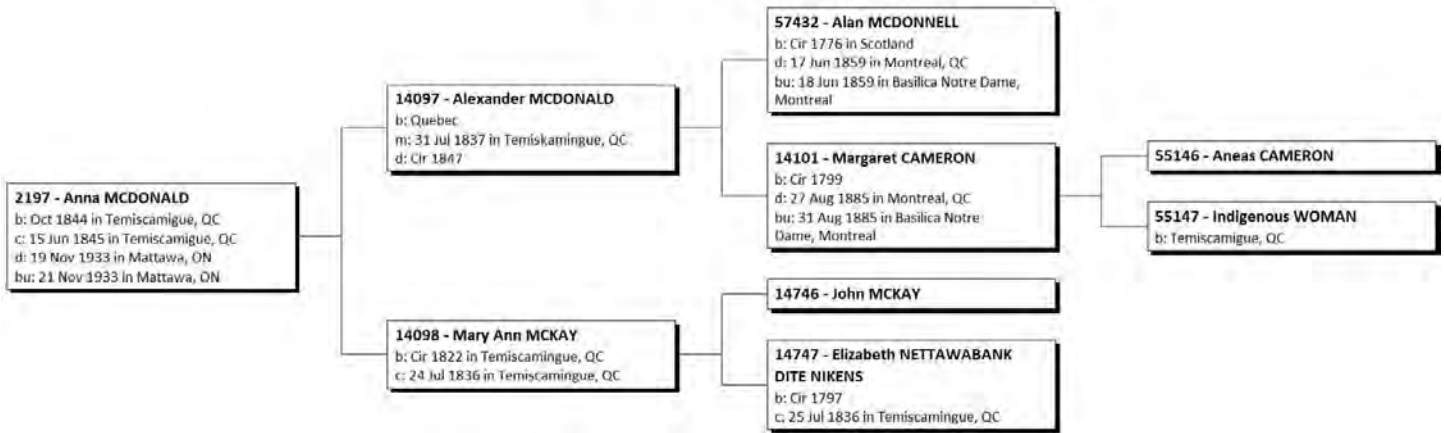 57432 - Alan MCDONNELL
b: Cir 1776 in Scotland
d: 17 Jun 1859 in Montreal, QC
bu: 18 Jun 1859 in Basilica Notre Dame,
Montreal
14097 - Alexander MCDONALD
b: Quebec
m: 31 Jul 1837 in Temiskamingue, QC
d: Cir 1847
14101 - Margaret CAMERON
b: Cir 1799
d: 27 Aug 1885 in Montreal, QC
bu: 31 Aug 1885 in Basilica Notre
Dame, Montreal
55146 - Aneas CAMERON
55147 - Indigenous WOMAN
b: Temiscamigue, QC
2197 - Anna MCDONALD
b: Oct 1844 in Temiscamigue, QC
c: 15 Jun 1845 in Temiscamigue, QC
d: 19 Nov 1933 in Mattawa, ON
bu: 21 Nov 1933 in Mattawa, ON
14746 - John MCKAY
14098 - Mary Ann MCKAY
b: Cir 1822 in Temiscamingue, QC
c: 24 Jul 1836 in Temiscamingue, QC
14747 - Elizabeth NETTAWABANK
DITE NIKENS
b: Cir 1797
c: 25 Jul 1836 in Temiscamingue, QC